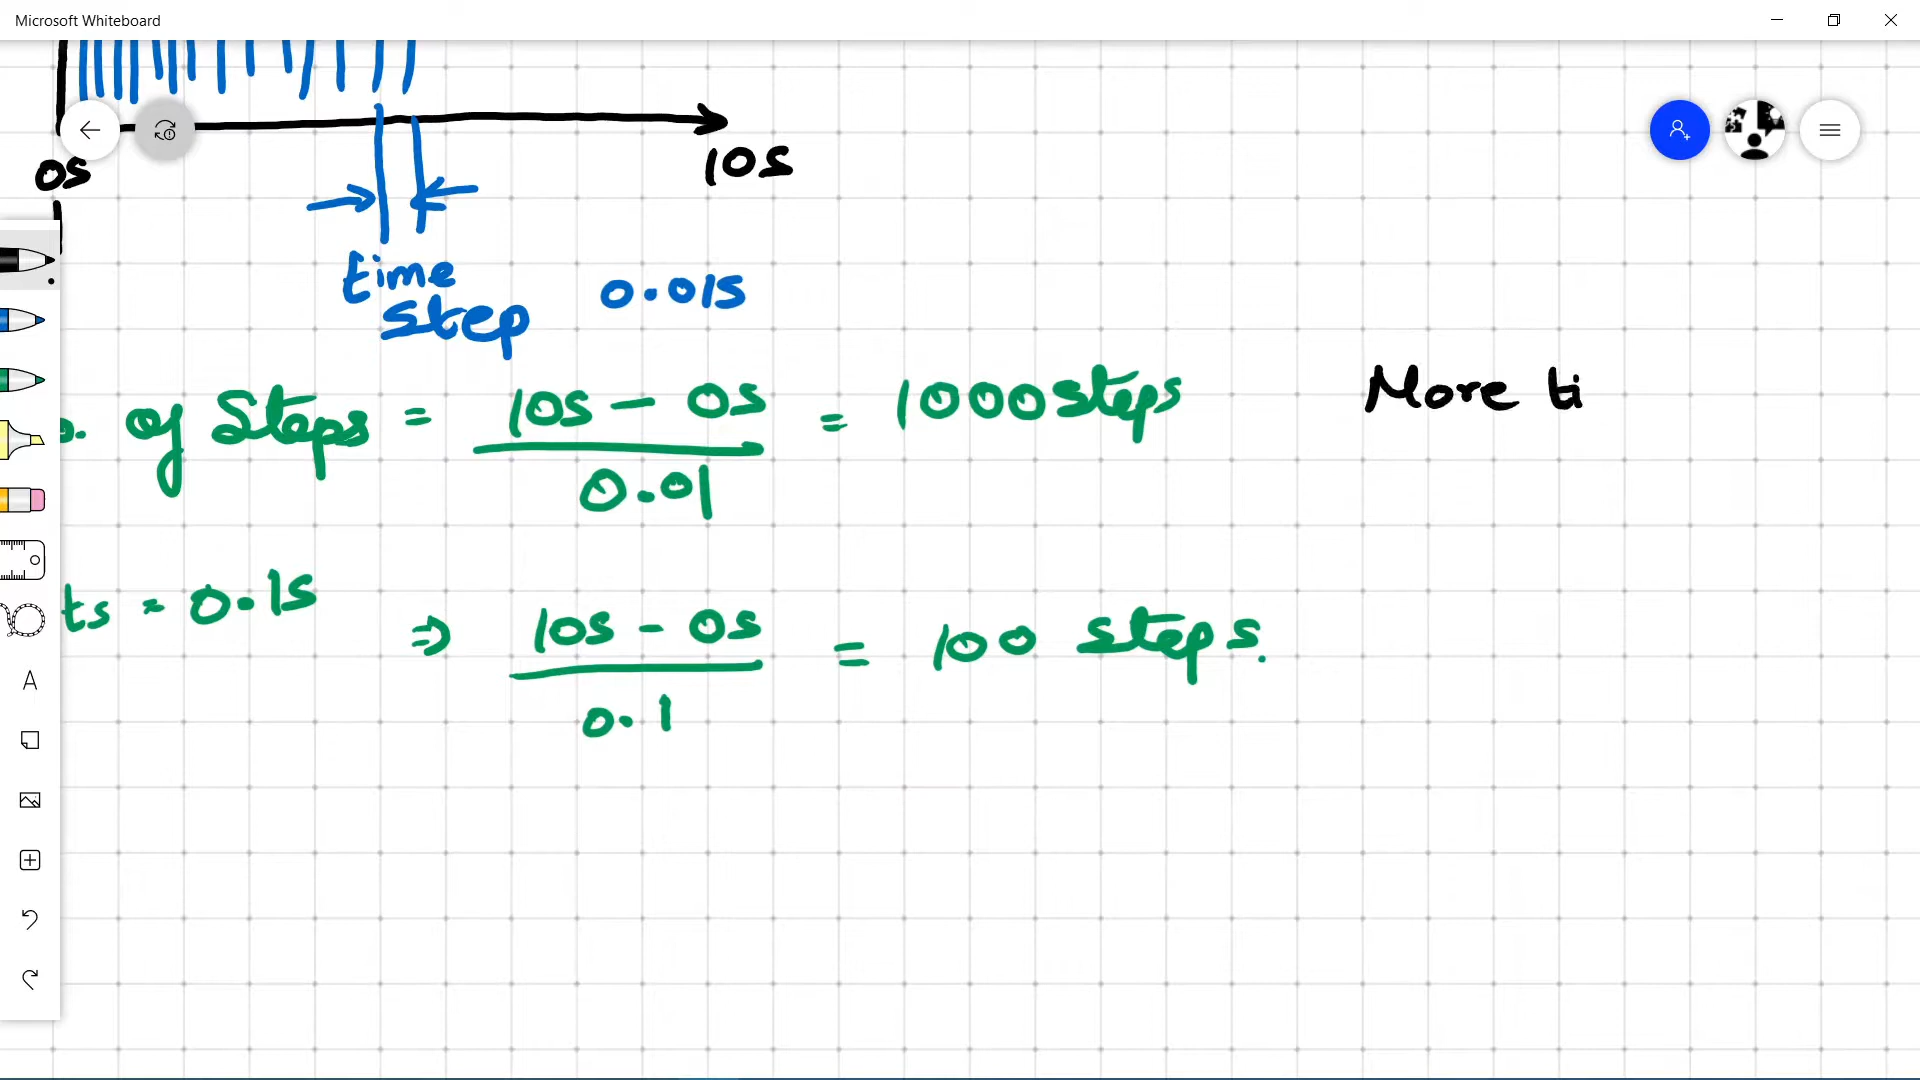 Microsoft Whiteboard
0s
10s
time
step
0.01s
. of Steps = 10s - 0s = 1000 steps
0.01
More ti
ts = 0.1s => 10s - 0s = 100 steps.
0.1
A